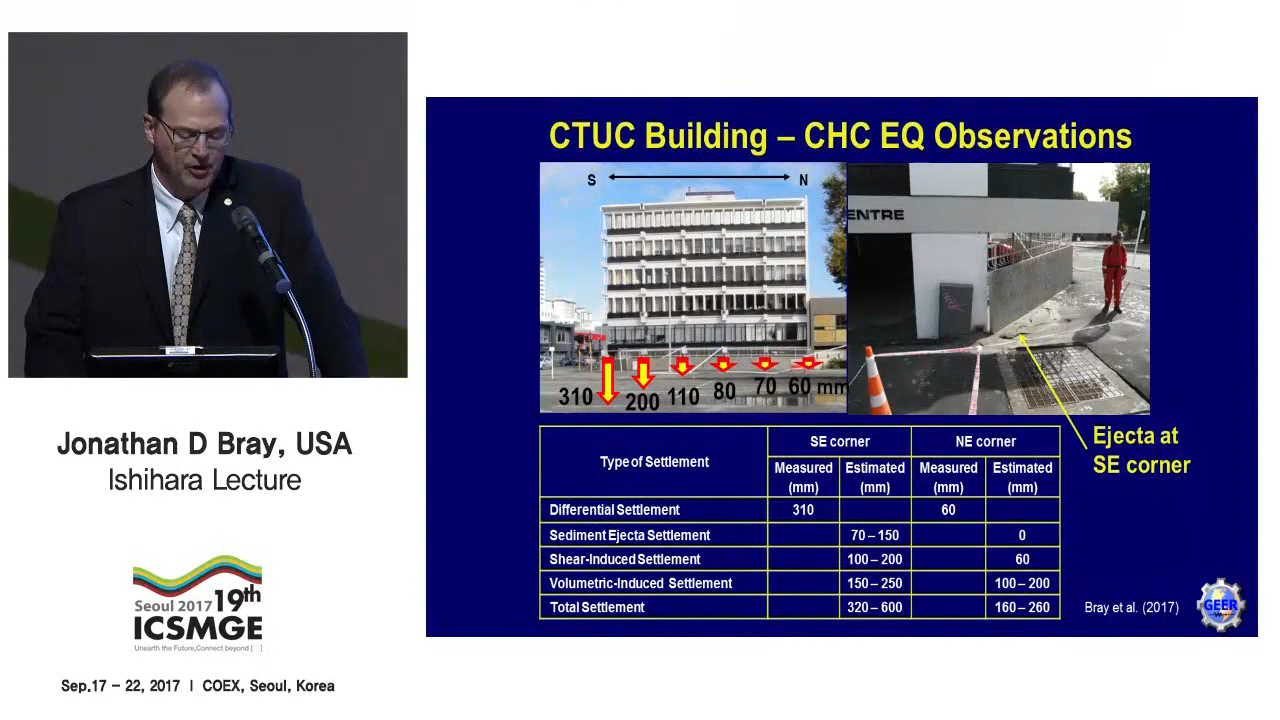 CTUC Building – CHC EQ Observations
S N
ENTRE
310 200 110 80 70 60 mm
Ejecta at
SE corner
Type of Settlement
SE corner NE corner
Measured (mm) Estimated (mm) Measured (mm) Estimated (mm)
Differential Settlement 310 60
Sediment Ejecta Settlement 70 – 150 0
Shear-Induced Settlement 100 – 200 60
Volumetric-Induced Settlement 150 – 250 100 – 200
Total Settlement 320 – 600 160 – 260
Bray et al. (2017)
GEER
Jonathan D Bray, USA
Ishihara Lecture
Seoul 2017 19th
ICSMGE
Unearth the Future,Connect beyond [ ]
Sep.17 – 22, 2017 | COEX, Seoul, Korea